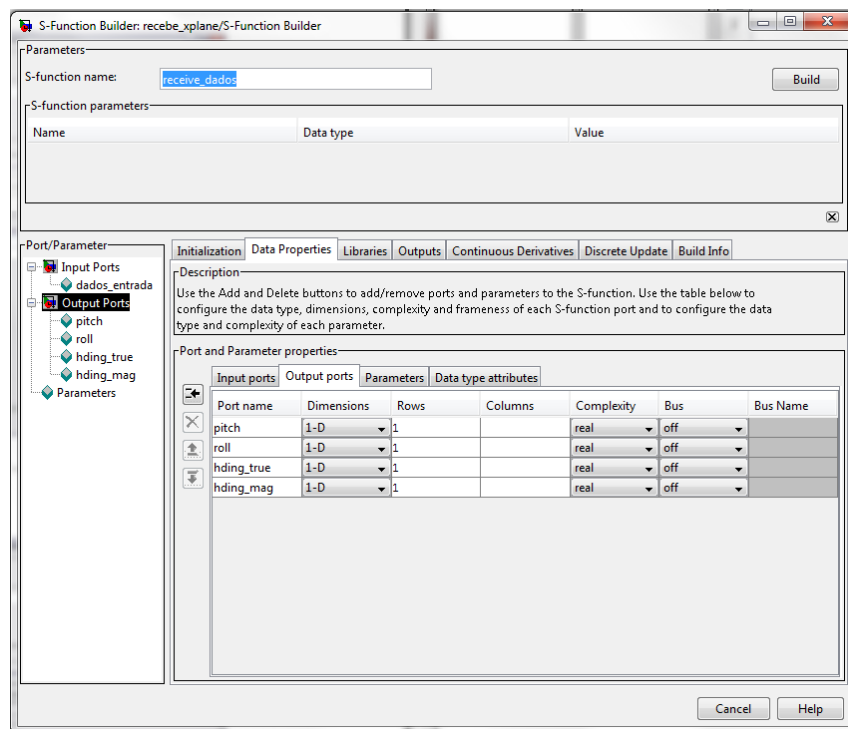 S-Function Builder: recebe_xplane/S-Function Builder
Parameters
S-function name: receive_dados Build
S-function parameters
Name Data type Value
Port/Parameter
Input Ports
dados_entrada
Output Ports
pitch
roll
hding_true
hding_mag
Parameters
Initialization Data Properties Libraries Outputs Continuous Derivatives Discrete Update Build Info
Description
Use the Add and Delete buttons to add/remove ports and parameters to the S-function. Use the table below to
configure the data type, dimensions, complexity and frameness of each S-function port and to configure the data
type and complexity of each parameter.
Port and Parameter properties
Input ports Output ports Parameters Data type attributes
Port name Dimensions Rows Columns Complexity Bus Bus Name
pitch 1-D 1 real off
roll 1-D 1 real off
hding_true 1-D 1 real off
hding_mag 1-D 1 real off
Cancel Help